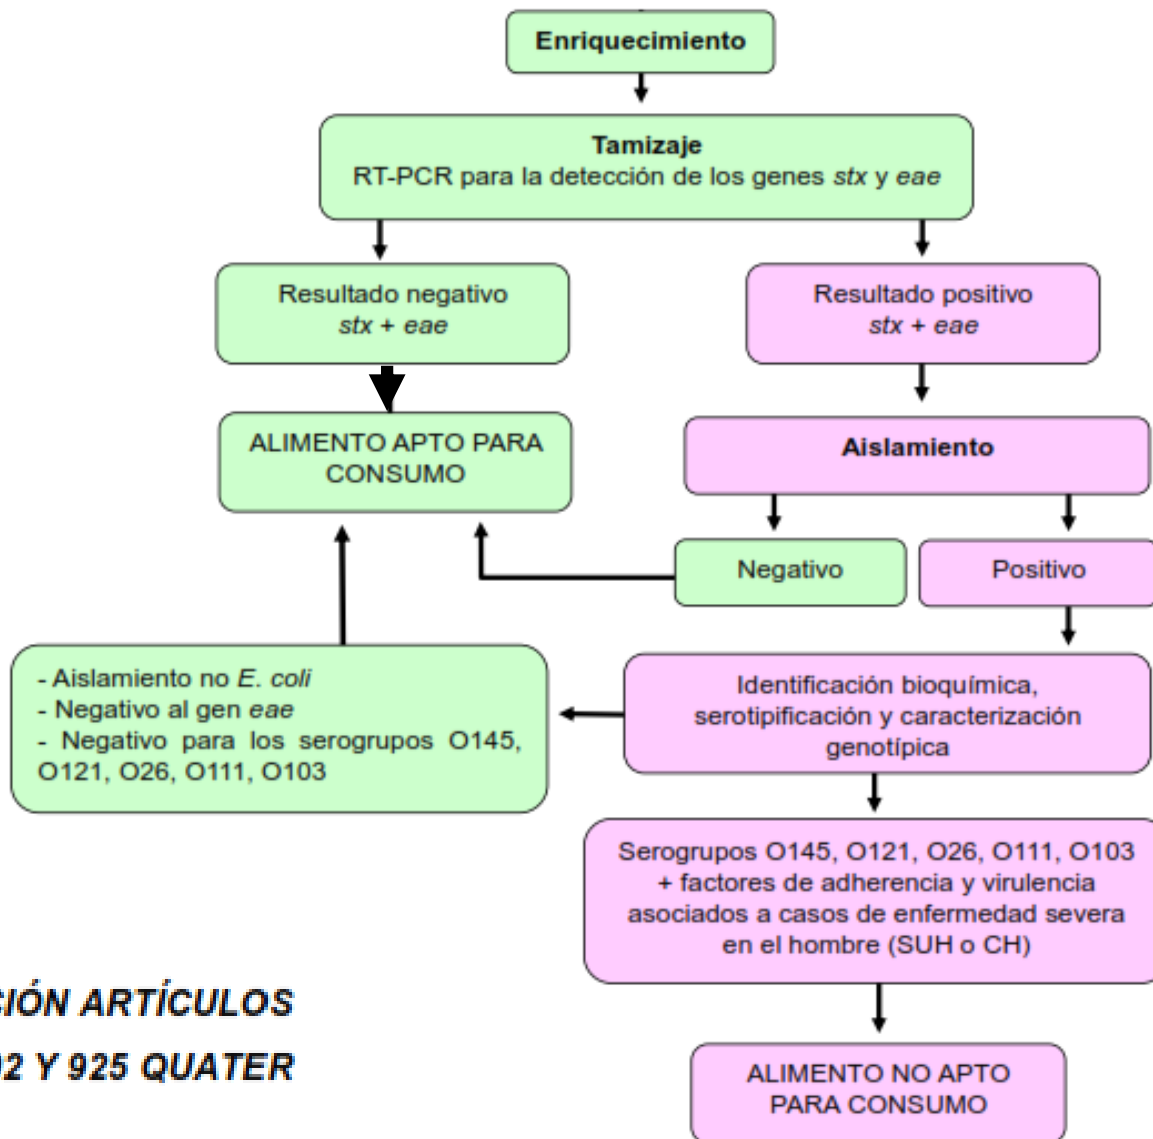 Enriquecimiento
Tamizaje
RT-PCR para la detección de los genes stx y eae
Resultado negativo
stx + eae
Resultado positivo
stx + eae
ALIMENTO APTO PARA
CONSUMO
Aislamiento
Negativo
Positivo
- Aislamiento no E. coli
- Negativo al gen eae
- Negativo para los serogrupos O145,
O121, O26, O111, O103
Identificación bioquímica,
serotipificación y caracterización
genotípica
Serogrupos O145, O121, O26, O111, O103
+ factores de adherencia y virulencia
asociados a casos de enfermedad severa
en el hombre (SUH o CH)
ALIMENTO NO APTO
PARA CONSUMO
CIÓN ARTÍCULOS
02 Y 925 QUATER